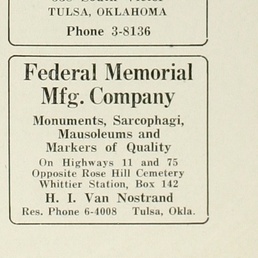 TULSA, OKLAHOMA
Phone 3-8136
Federal Memorial
Mfg. Company
Monuments, Sarcophagi,
Mausoleums and
Markers of Quality
On Highways 11 and 75
Opposite Rose Hill Cemetery
Whittier Station, Box 142
H. I. Van Nostrand
Res. Phone 6-4008 Tulsa, Okla.